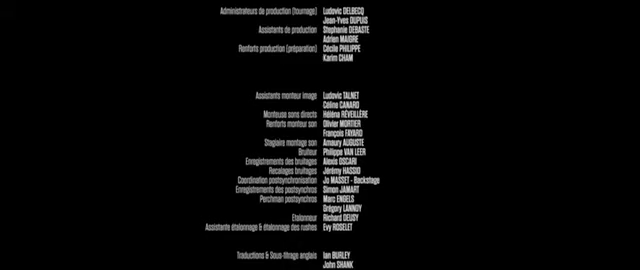 Administrateurs de production (tournage) Ludovic DELBECQ
Jean-Yves DUPUIS
Assistants de production Stephanie DEBASTE
Adrien MAIGRE
Renforts production (préparation) Cécile PHILIPPE
Karim CHAM
Assistants monteur image Ludovic TALNET
Céline CANARD
Monteuse sons directs Héléna RÉVEILLÈRE
Renforts monteur son Olivier MORTIER
François FAYARD
Stagiaire montage son Amaury AUGUSTE
Bruiteur Philippe VAN LEER
Enregistrements des bruitages Alexis OSCARI
Recalages bruitages Jérémy HASSID
Coordination postsynchronisation Jo MASSET - Backstage
Enregistrements des postsynchros Simon JAMART
Perchman postsynchros Marc ENGELS
Grégory LANNOY
Étalonneur Richard DEUSY
Assistante étalonnage & étalonnage des rushes Evy ROSELET
Traductions & Sous-titrage anglais Ian BURLEY
John SHANK